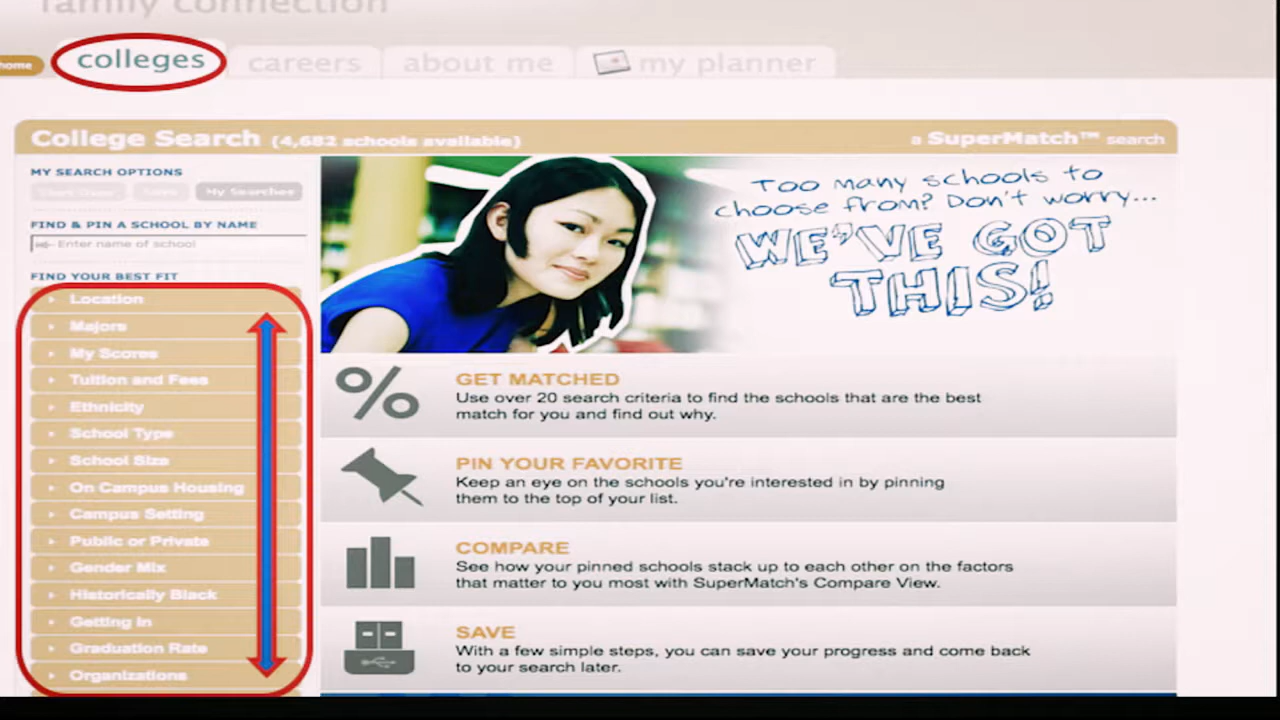 family connection
home
colleges
careers
about me
my planner
College Search (4,682 schools available)
a SuperMatch™ search
MY SEARCH OPTIONS
My Searches
FIND & PIN A SCHOOL BY NAME
Enter name of school
FIND YOUR BEST FIT
Location
Majors
My Scores
Tuition and Fees
Ethnicity
School Type
School Size
On Campus Housing
Campus Setting
Public or Private
Gender Mix
Historically Black
Getting In
Graduation Rate
Organizations
Too many schools to
choose from? Don't worry...
WE'VE GOT
THIS!
GET MATCHED
Use over 20 search criteria to find the schools that are the best
match for you and find out why.
PIN YOUR FAVORITE
Keep an eye on the schools you're interested in by pinning
them to the top of your list.
COMPARE
See how your pinned schools stack up to each other on the factors
that matter to you most with SuperMatch's Compare View.
SAVE
With a few simple steps, you can save your progress and come back
to your search later.